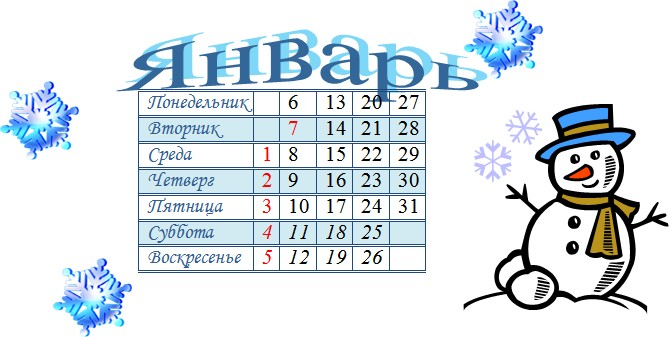 Январь
Понедельник 6 13 20 27
Вторник 7 14 21 28
Среда 1 8 15 22 29
Четверг 2 9 16 23 30
Пятница 3 10 17 24 31
Суббота 4 11 18 25
Воскресенье 5 12 19 26